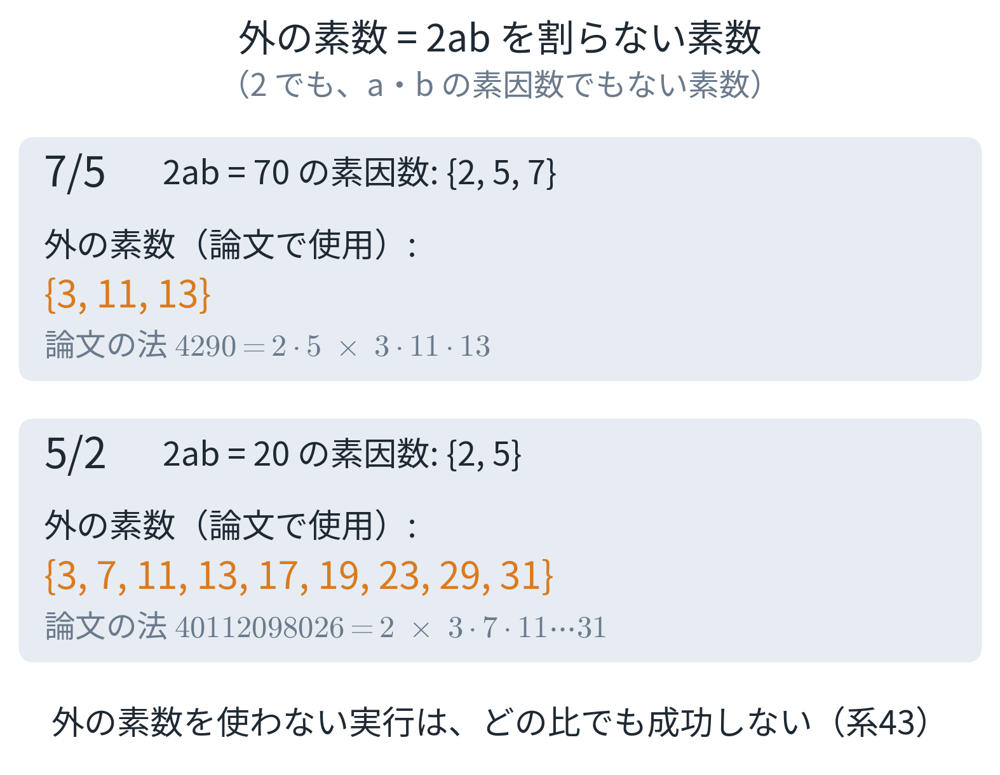 外の素数 = 2ab を割らない素数
（2 でも、a・b の素因数でもない素数）
7/5 2ab = 70 の素因数: {2, 5, 7}
外の素数（論文で使用）:
{3, 11, 13}
論文の法 4290 = 2 · 5 × 3 · 11 · 13
5/2 2ab = 20 の素因数: {2, 5}
外の素数（論文で使用）:
{3, 7, 11, 13, 17, 19, 23, 29, 31}
論文の法 40112098026 = 2 × 3 · 7 · 11···31
外の素数を使わない実行は、どの比でも成功しない（系43）